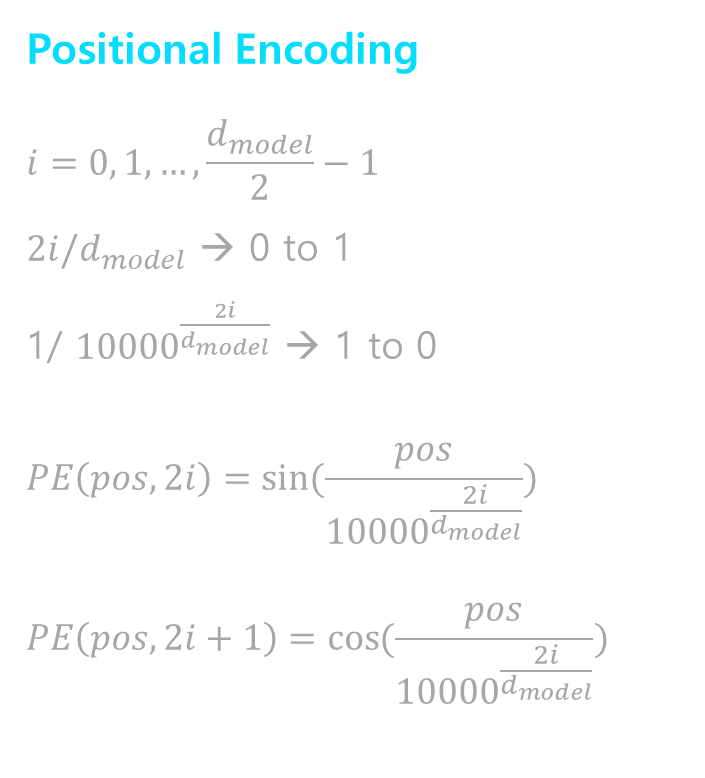 Positional Encoding
i = 0, 1, …, d_model/2 − 1
2i/d_model → 0 to 1
1/ 10000^(2i/d_model) → 1 to 0
PE(pos, 2i) = sin(pos/10000^(2i/d_model))
PE(pos, 2i + 1) = cos(pos/10000^(2i/d_model))